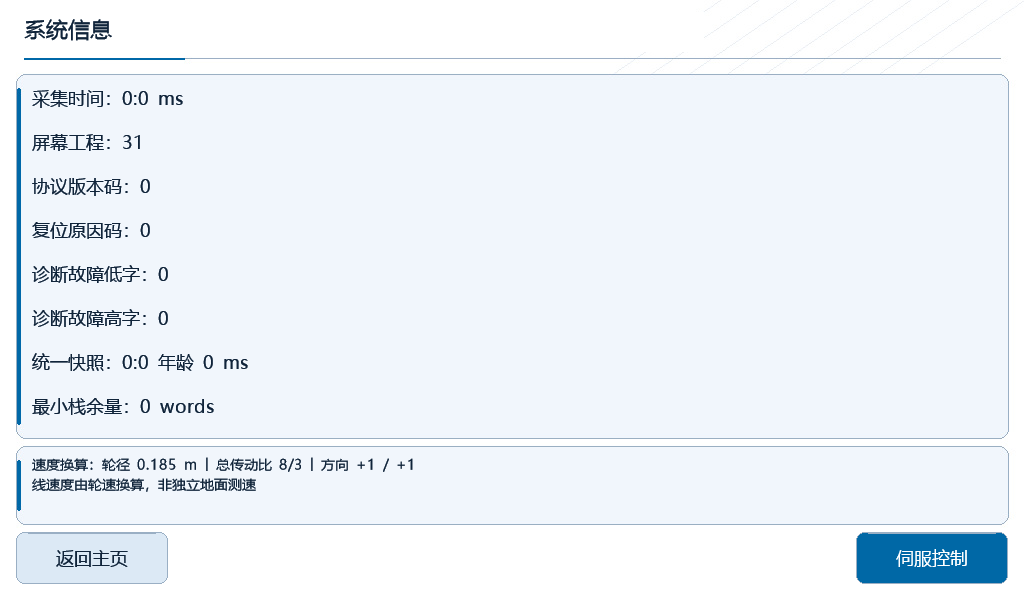 系统信息
采集时间：0:0 ms
屏幕工程：31
协议版本码：0
复位原因码：0
诊断故障低字：0
诊断故障高字：0
统一快照：0:0 年龄 0 ms
最小栈余量：0 words
速度换算：轮径 0.185 m | 总传动比 8/3 | 方向 +1 / +1
线速度由轮速换算，非独立地面测速
返回主页
伺服控制